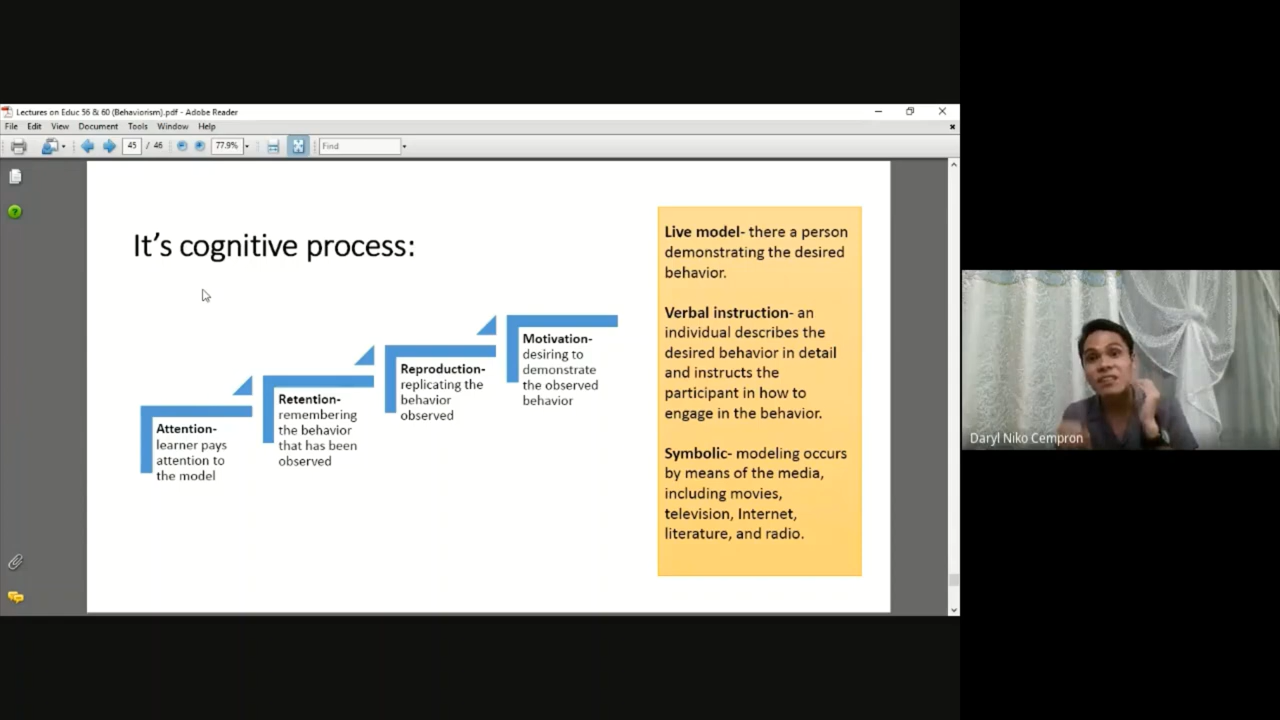 Lectures on Educ 56 & 60 (Behaviorism).pdf - Adobe Reader
File Edit View Document Tools Window Help
45 / 46 77.9% Find
It's cognitive process:
Attention-
learner pays
attention to
the model
Retention-
remembering
the behavior
that has been
observed
Reproduction-
replicating the
behavior
observed
Motivation-
desiring to
demonstrate
the observed
behavior
Live model- there a person
demonstrating the desired
behavior.
Verbal instruction- an
individual describes the
desired behavior in detail
and instructs the
participant in how to
engage in the behavior.
Symbolic- modeling occurs
by means of the media,
including movies,
television, Internet,
literature, and radio.
Daryl Niko Cempron